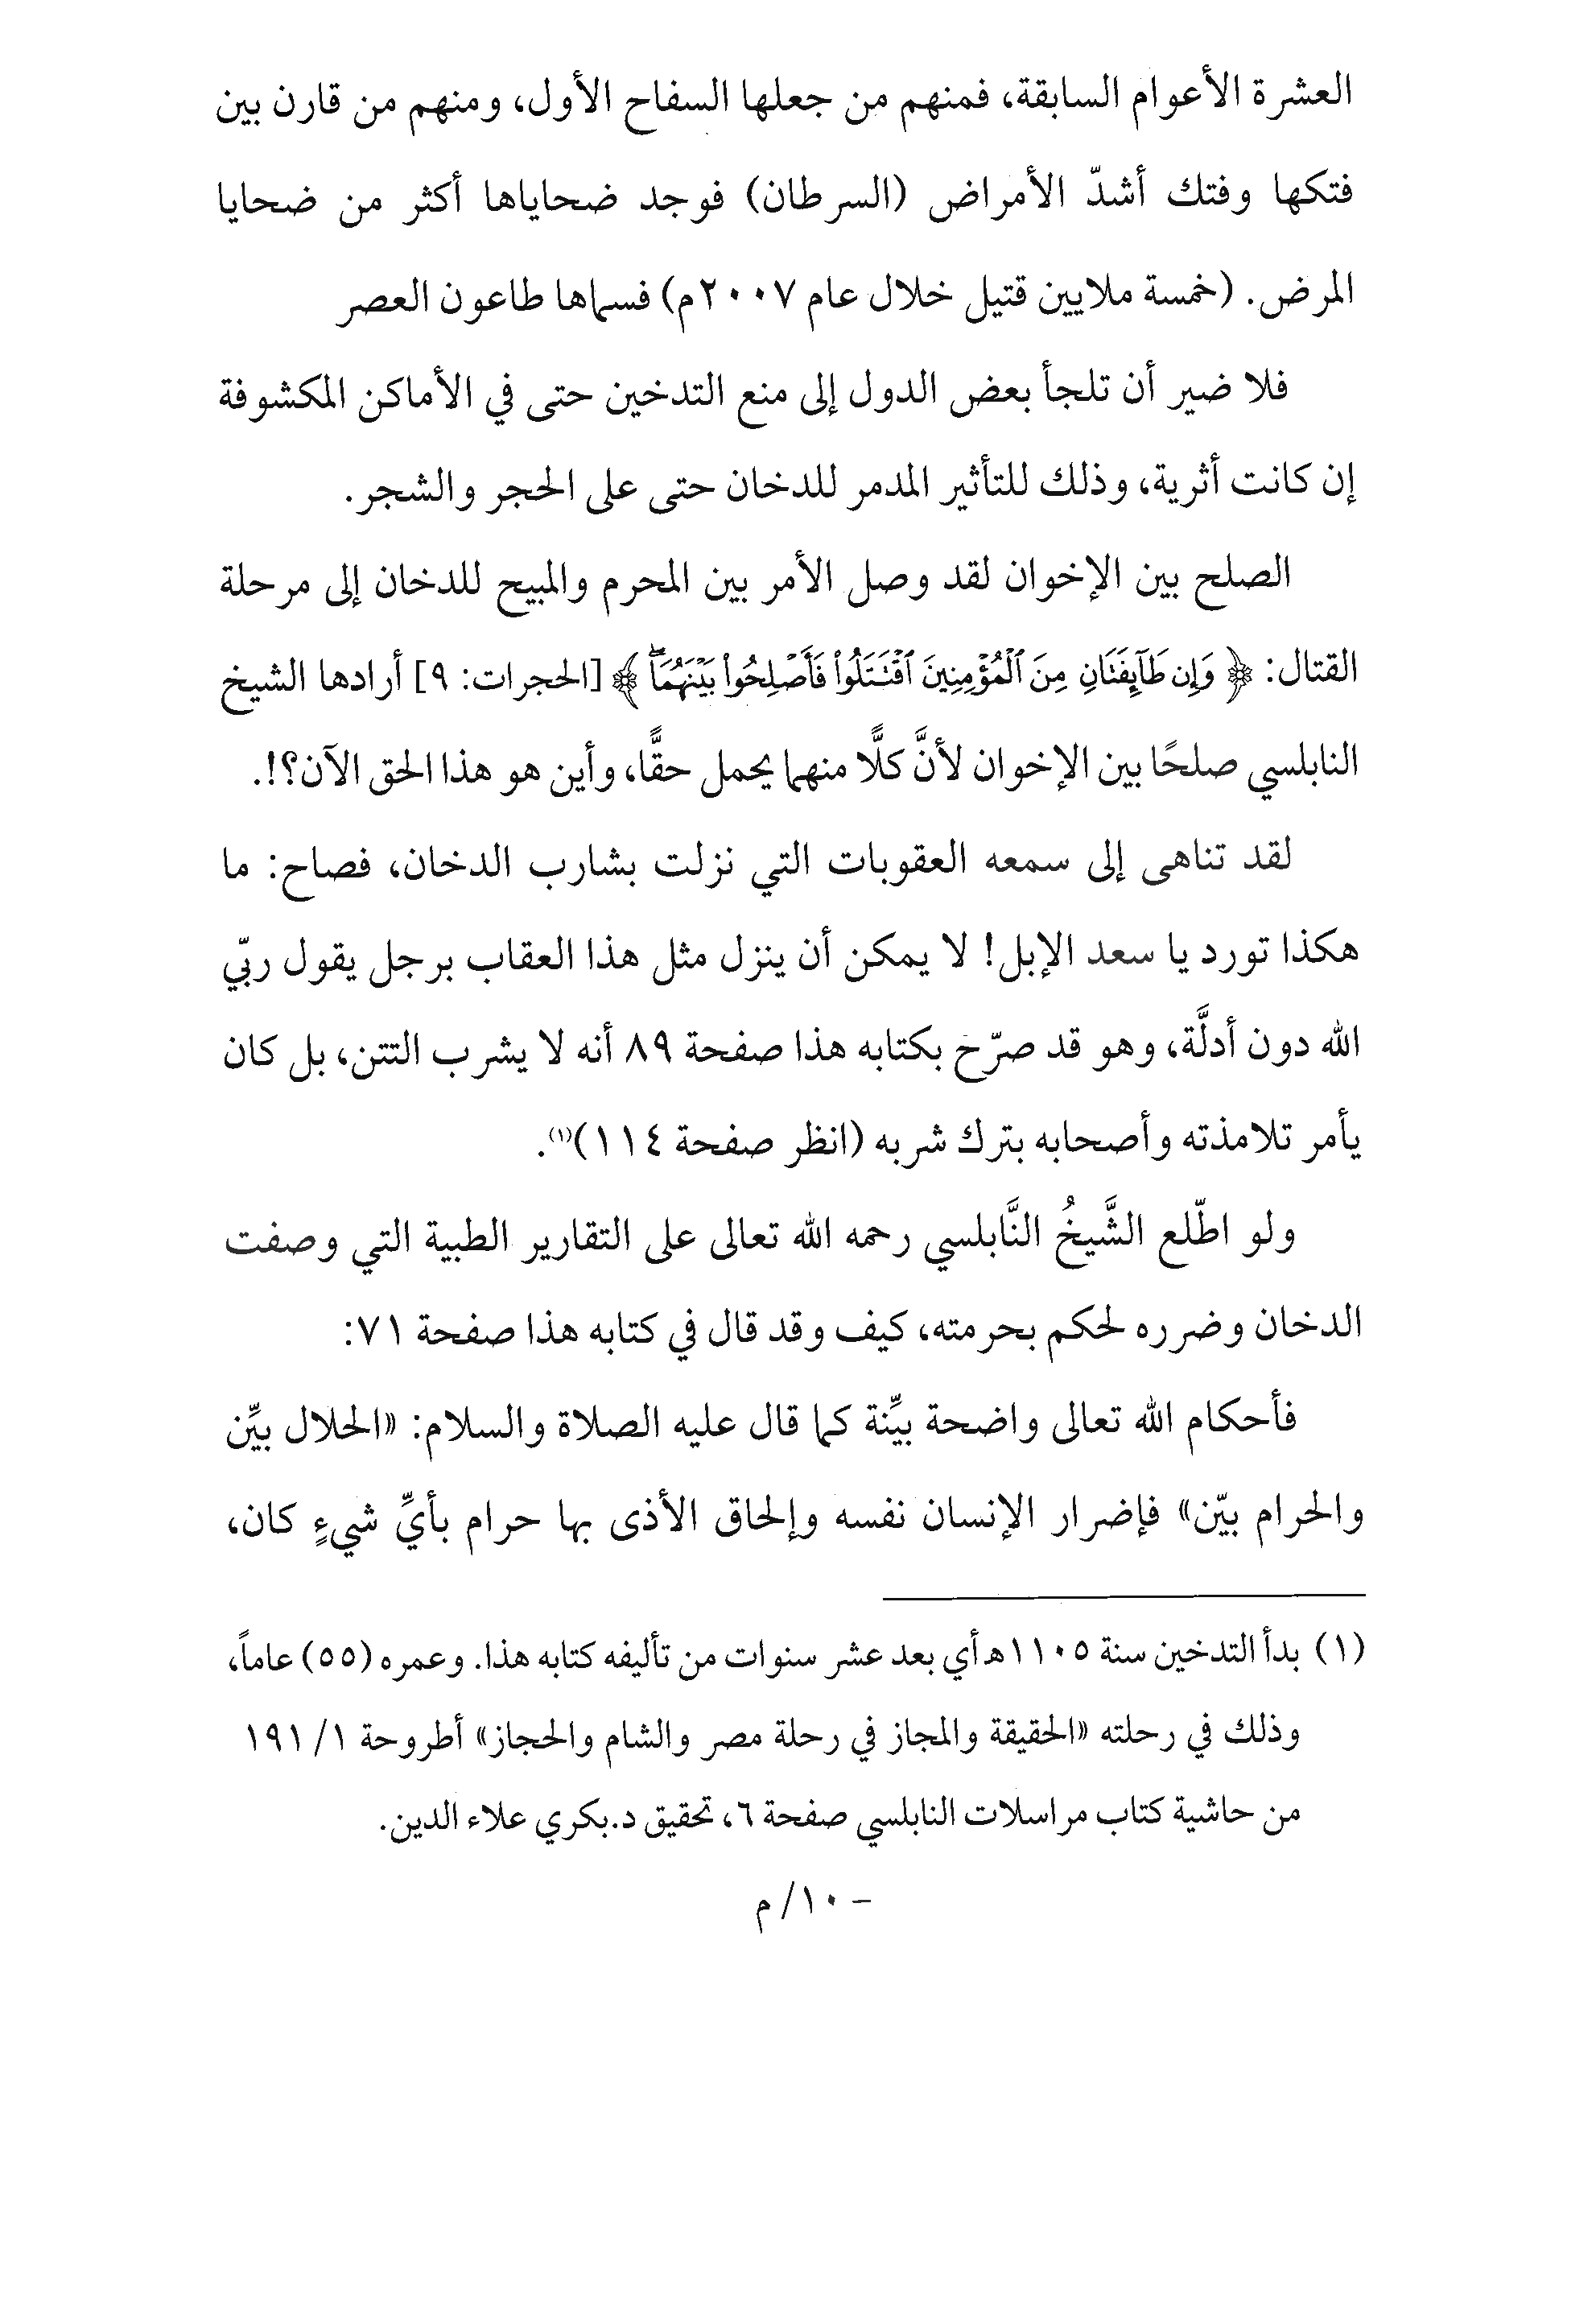 العشرة الأعوام السابقة، فمنهم من جعلها السفاح الأول، ومنهم من قارن بين
فتكها وفتك أشدّ الأمراض (السرطان) فوجد ضحاياها أكثر من ضحايا
المرض. (خمسة ملايين قتيل خلال عام ٢٠٠٧م) فسماها طاعون العصر
فلا ضير أن تلجأ بعض الدول إلى منع التدخين حتى في الأماكن المكشوفة
إن كانت أثرية، وذلك للتأثير المدمر للدخان حتى على الحجر والشجر.
الصلح بين الإخوان لقد وصل الأمر بين المحرم والمبيح للدخان إلى مرحلة
القتال: ﴿وَإِن طَآئِفَتَانِ مِنَ ٱلْمُؤْمِنِينَ ٱقْتَتَلُوا۟ فَأَصْلِحُوا۟ بَيْنَهُمَا ۖ﴾ [الحجرات: ٩] أرادها الشيخ
النابلسي صلحًا بين الإخوان لأنَّ كلًّا منهما يحمل حقًّا، وأين هو هذا الحق الآن؟!.
لقد تناهى إلى سمعه العقوبات التي نزلت بشارب الدخان، فصاح: ما
هكذا تورد يا سعد الإبل! لا يمكن أن ينزل مثل هذا العقاب برجل يقول ربّي
الله دون أدلَّة، وهو قد صرّح بكتابه هذا صفحة ٨٩ أنه لا يشرب التتن، بل كان
يأمر تلامذته وأصحابه بترك شربه (انظر صفحة ١١٤)(١).
ولو اطّلع الشَّيخُ النَّابلسي رحمه الله تعالى على التقارير الطبية التي وصفت
الدخان وضرره لحكم بحرمته، كيف وقد قال في كتابه هذا صفحة ٧١:
فأحكام الله تعالى واضحة بيِّنة كما قال عليه الصلاة والسلام: «الحلال بيِّن
والحرام بيّن» فإضرار الإنسان نفسه وإلحاق الأذى بها حرام بأيِّ شيءٍ كان،
(١) بدأ التدخين سنة ١١٠٥هـ أي بعد عشر سنوات من تأليفه كتابه هذا. وعمره (٥٥) عاماً،
وذلك في رحلته «الحقيقة والمجاز في رحلة مصر والشام والحجاز» أطروحة ١/ ١٩١
من حاشية كتاب مراسلات النابلسي صفحة ٦، تحقيق د.بكري علاء الدين.
- ١٠/ م